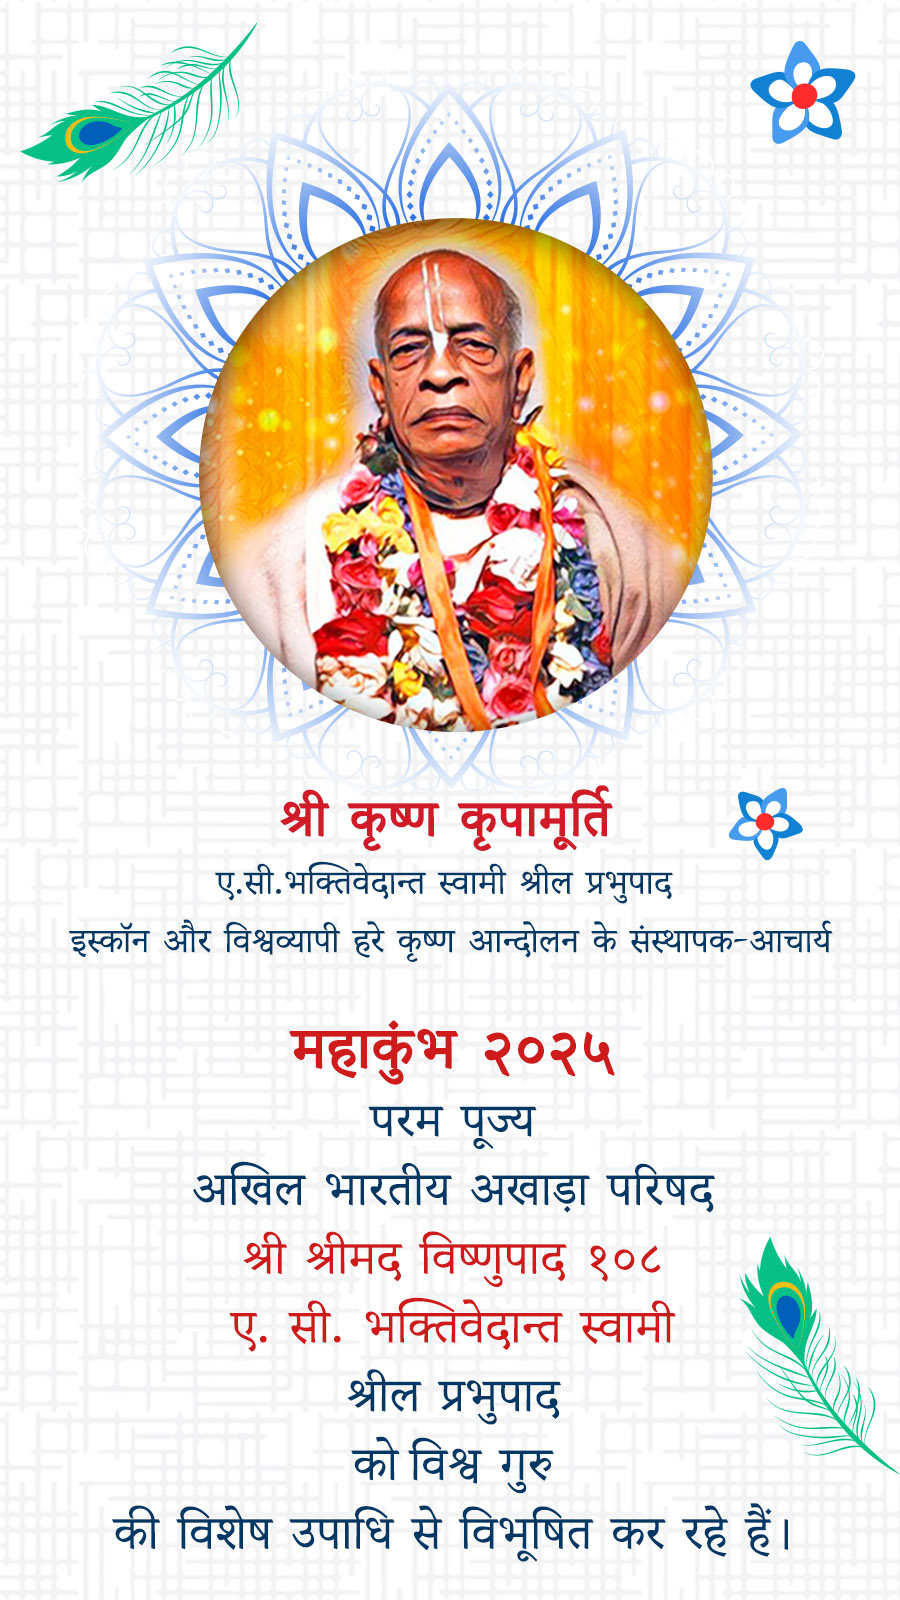 श्री कृष्ण कृपामूर्ति
ए.सी.भक्तिवेदान्त स्वामी श्रील प्रभुपाद
इस्कॉन और विश्वव्यापी हरे कृष्ण आन्दोलन के संस्थापक-आचार्य
महाकुंभ २०२५
परम पूज्य
अखिल भारतीय अखाड़ा परिषद
श्री श्रीमद विष्णुपाद १०८
ए. सी. भक्तिवेदान्त स्वामी
श्रील प्रभुपाद
को विश्व गुरु
की विशेष उपाधि से विभूषित कर रहे हैं।